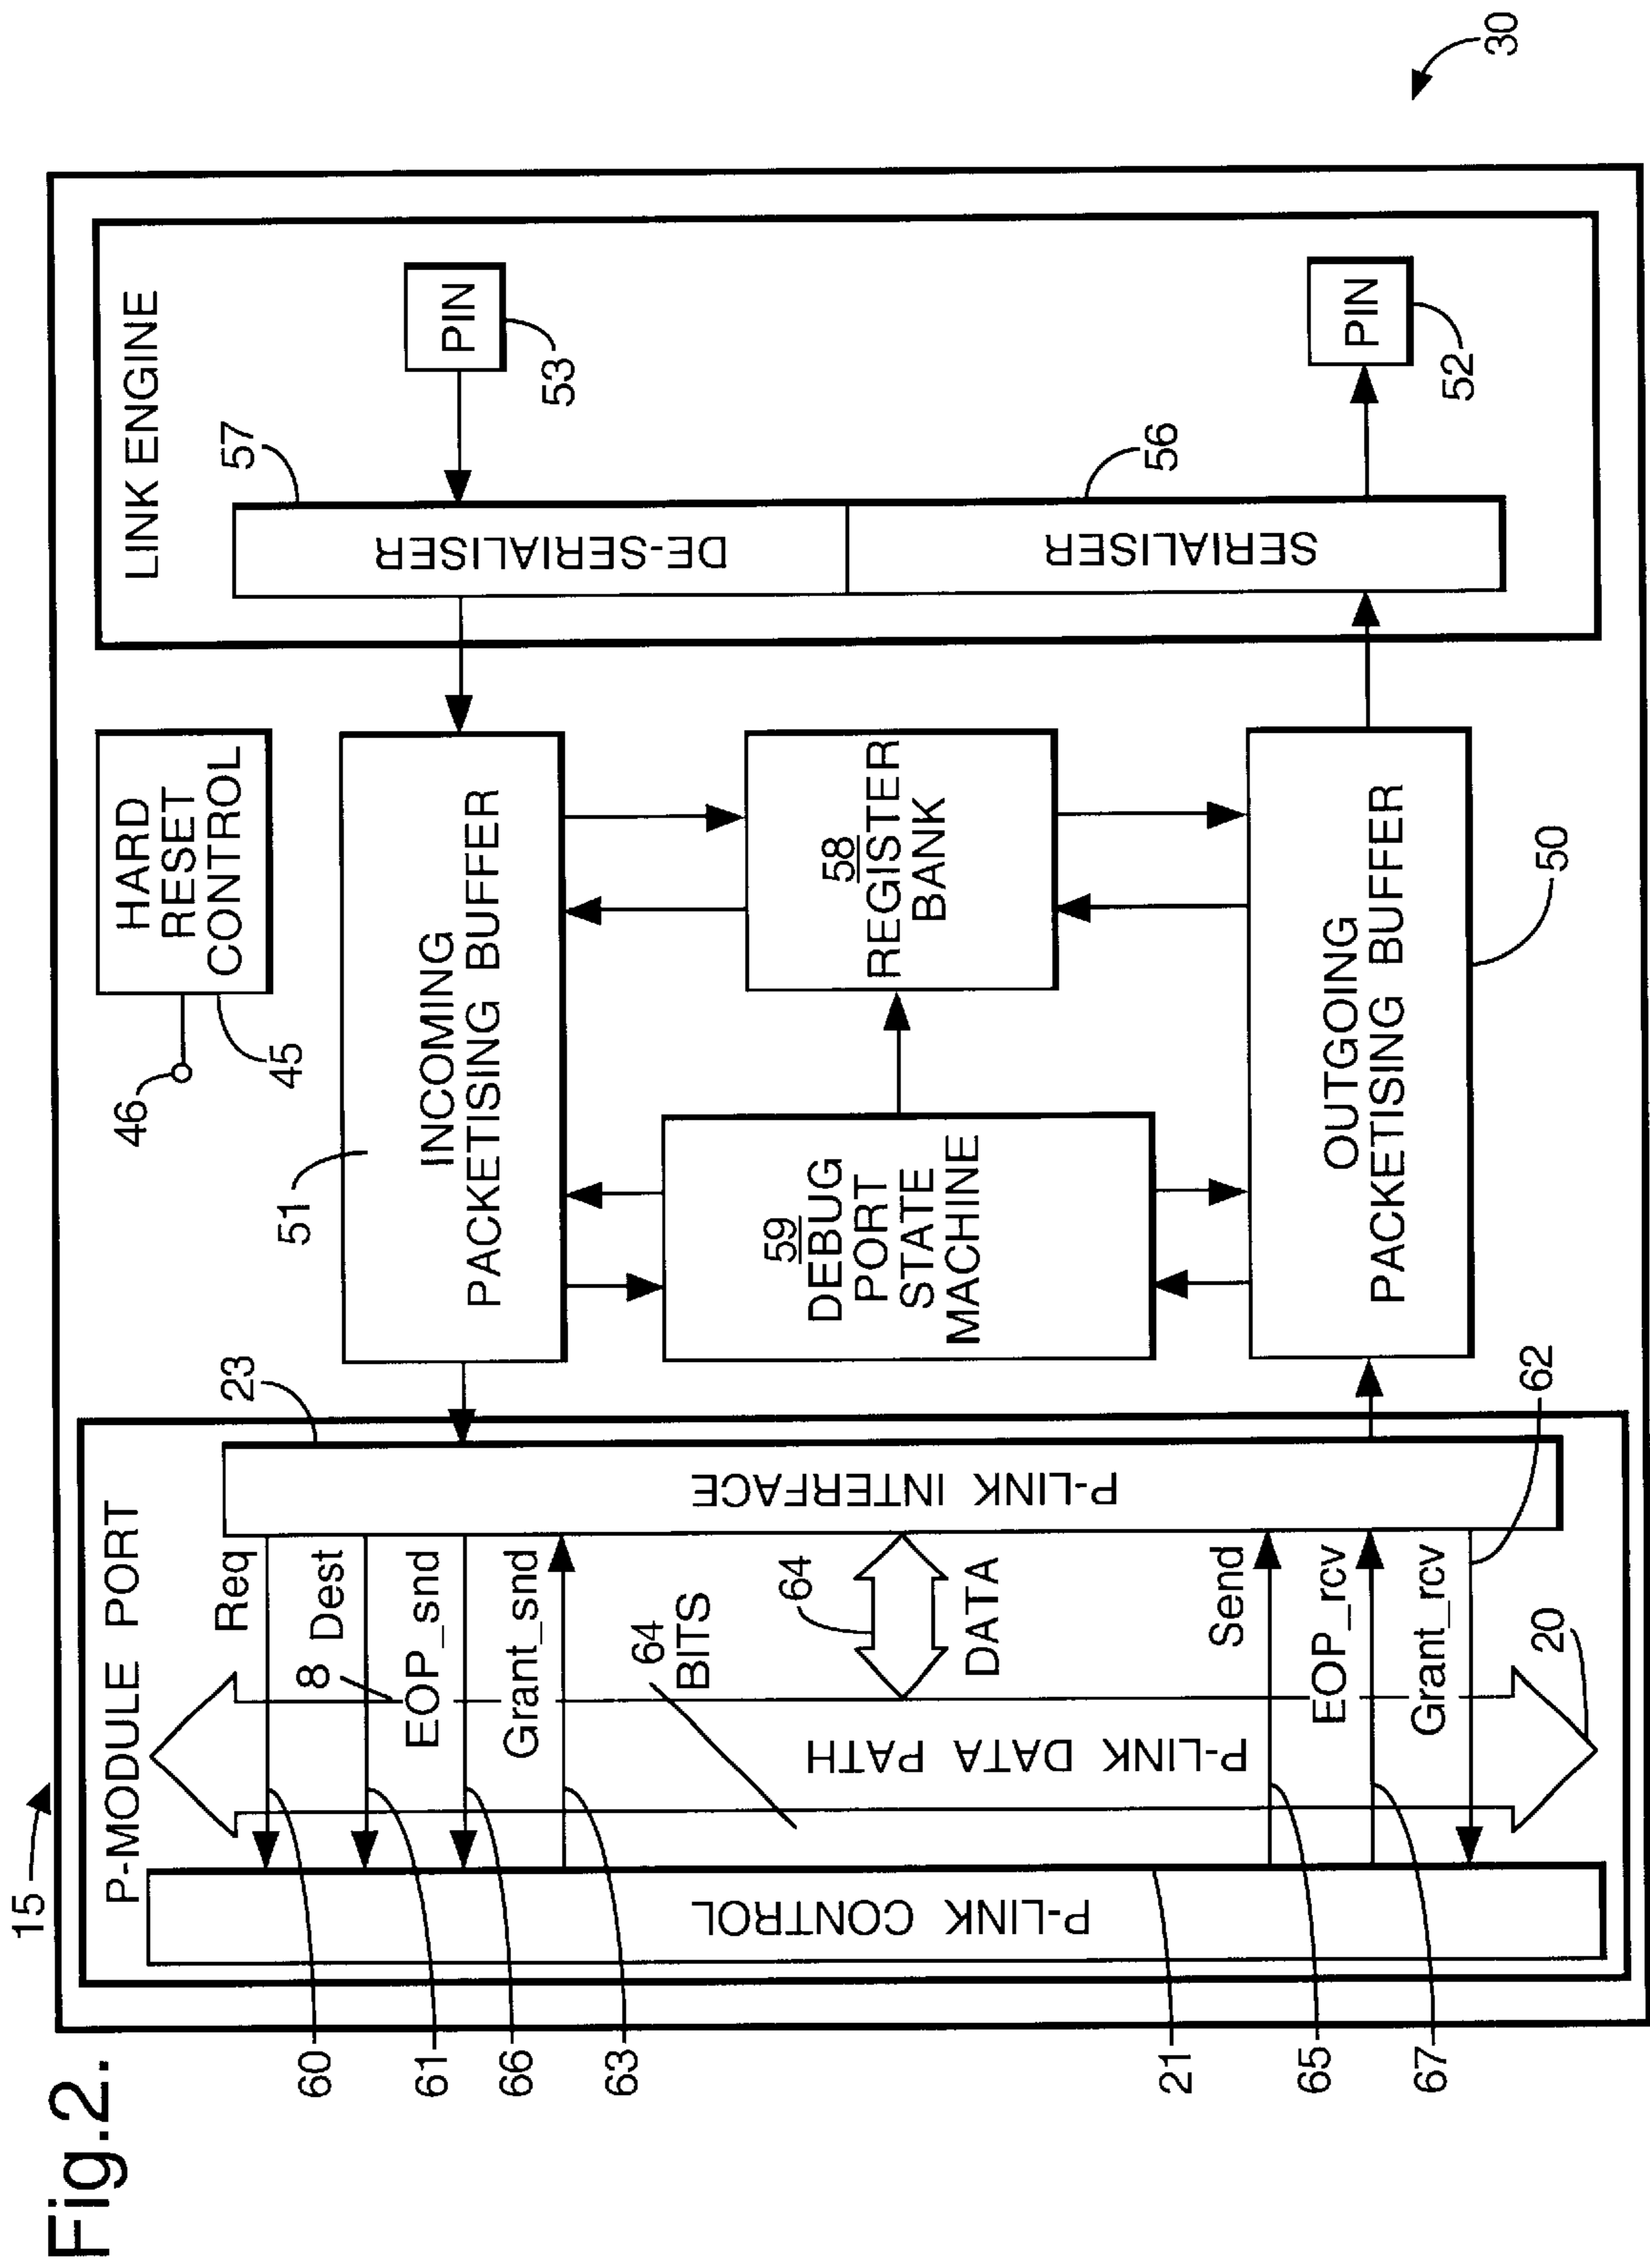 Fig.2.
15
30
P-MODULE PORT
P-LINK CONTROL
Req
Dest
8
EOP_snd
Grant_snd
64
BITS
P-LINK DATA PATH
64
DATA
Send
EOP_rcv
Grant_rcv
20
P-LINK INTERFACE
23
62
60
61
66
63
21
65
67
46
45
HARD
RESET
CONTROL
51
INCOMING
PACKETISING BUFFER
59
DEBUG
PORT
STATE
MACHINE
58
REGISTER
BANK
OUTGOING
PACKETISING BUFFER
50
LINK ENGINE
57
DE-SERIALISER
SERIALISER
56
PIN
53
PIN
52